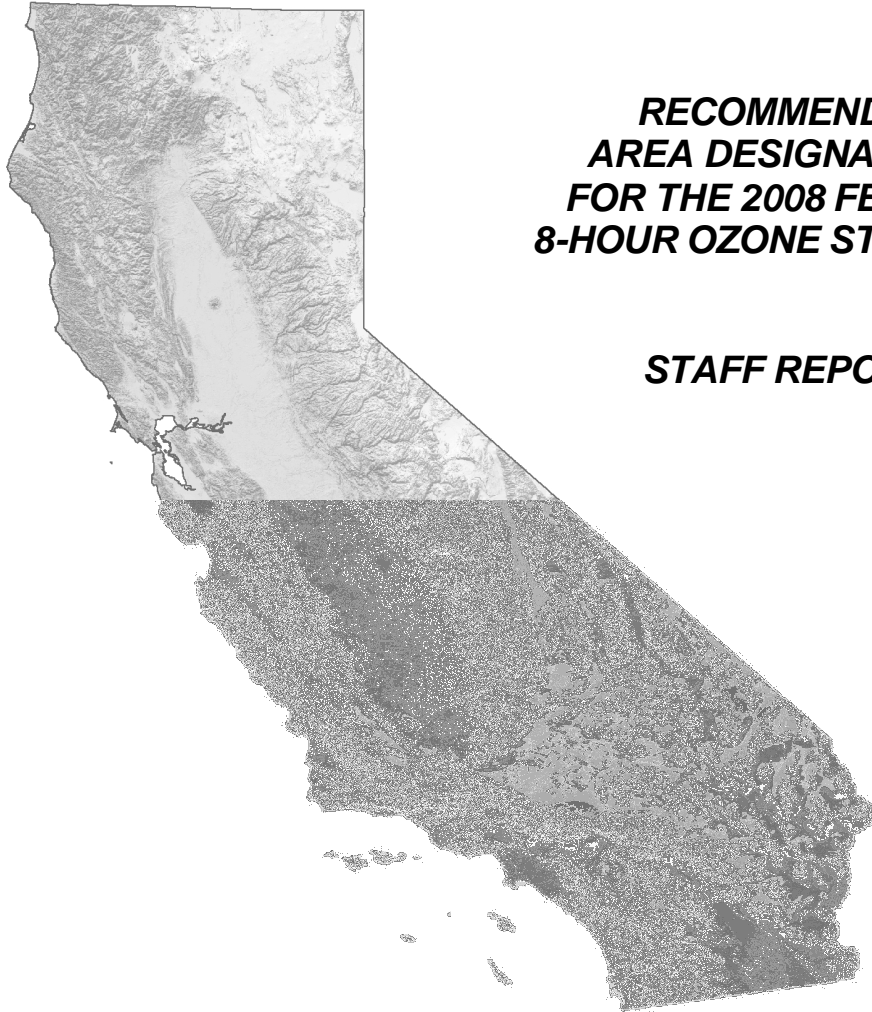 RECOMMEND
AREA DESIGNA
FOR THE 2008 FE
8-HOUR OZONE ST
STAFF REPO